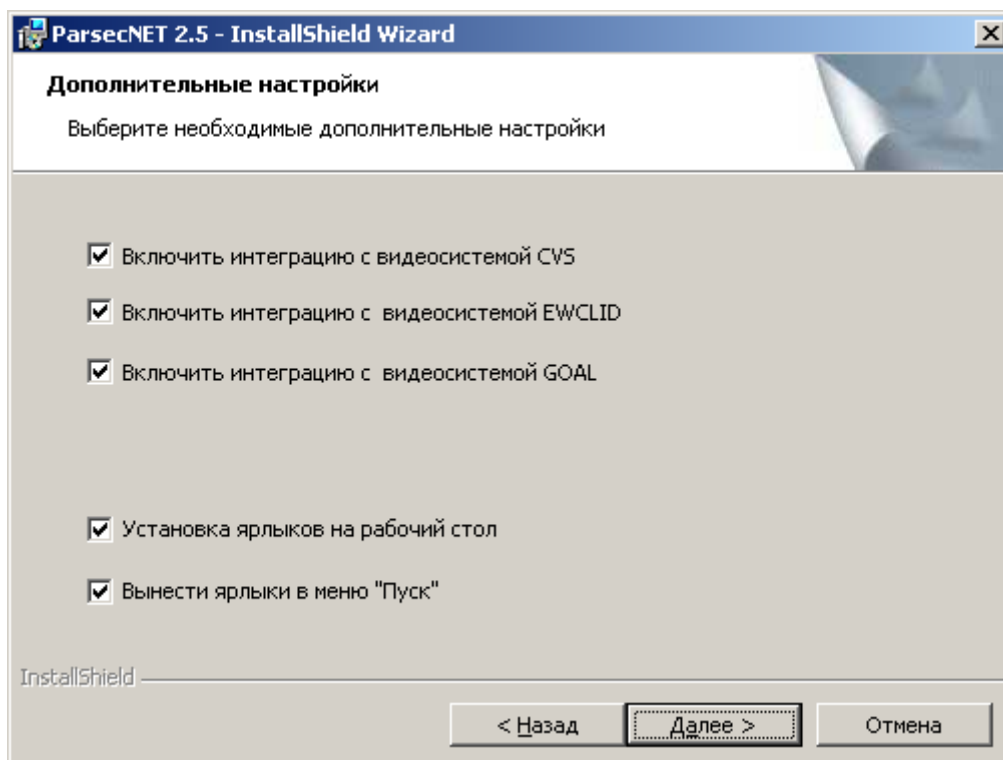 ParsecNET 2.5 - InstallShield Wizard
Дополнительные настройки
Выберите необходимые дополнительные настройки
Включить интеграцию с видеосистемой CVS
Включить интеграцию с видеосистемой EWCLID
Включить интеграцию с видеосистемой GOAL
Установка ярлыков на рабочий стол
Вынести ярлыки в меню "Пуск"
InstallShield
< Назад Далее > Отмена